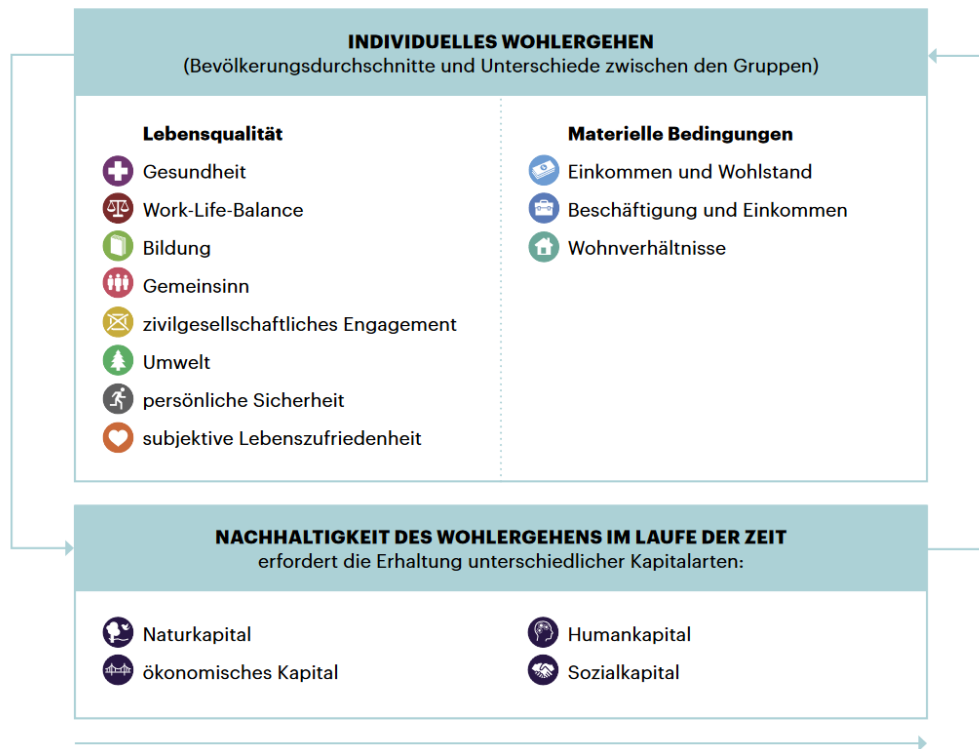 INDIVIDUELLES WOHLERGEHEN
(Bevölkerungsdurchschnitte und Unterschiede zwischen den Gruppen)
Lebensqualität
Gesundheit
Work-Life-Balance
Bildung
Gemeinsinn
zivilgesellschaftliches Engagement
Umwelt
persönliche Sicherheit
subjektive Lebenszufriedenheit
Materielle Bedingungen
Einkommen und Wohlstand
Beschäftigung und Einkommen
Wohnverhältnisse
NACHHALTIGKEIT DES WOHLERGEHENS IM LAUFE DER ZEIT
erfordert die Erhaltung unterschiedlicher Kapitalarten:
Naturkapital
ökonomisches Kapital
Humankapital
Sozialkapital